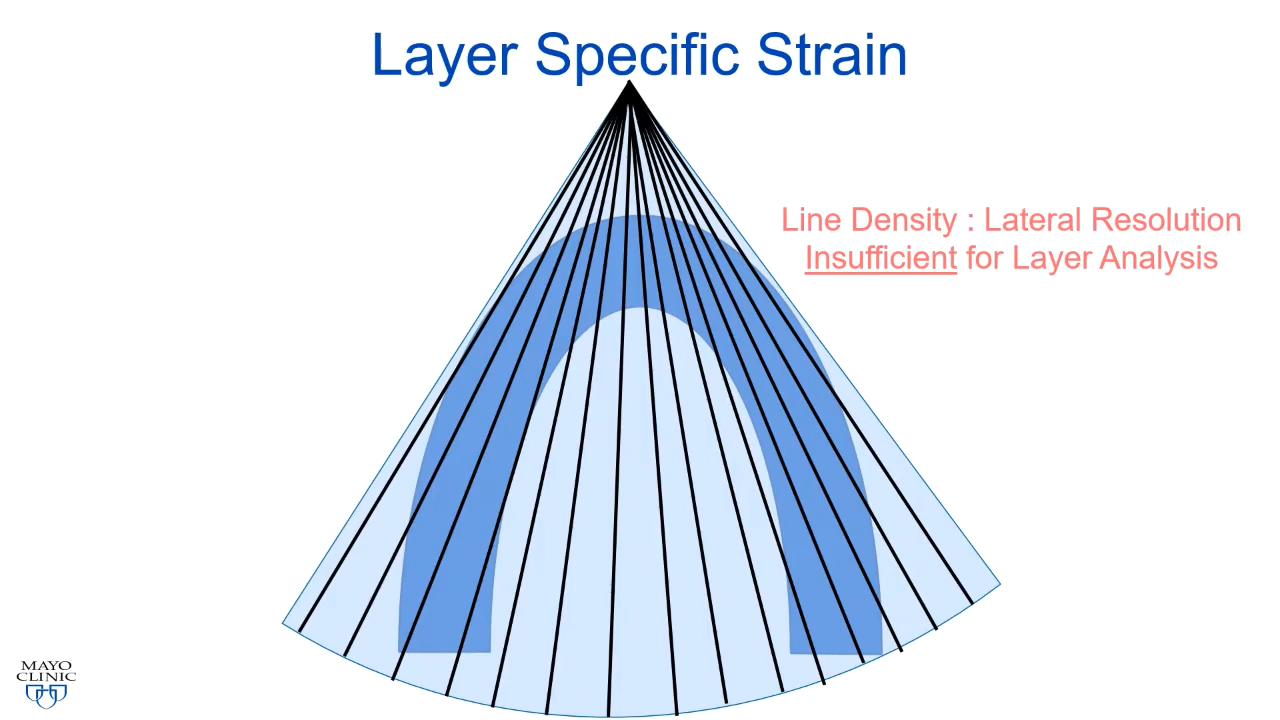 Layer Specific Strain
Line Density : Lateral Resolution
Insufficient for Layer Analysis
MAYO
CLINIC